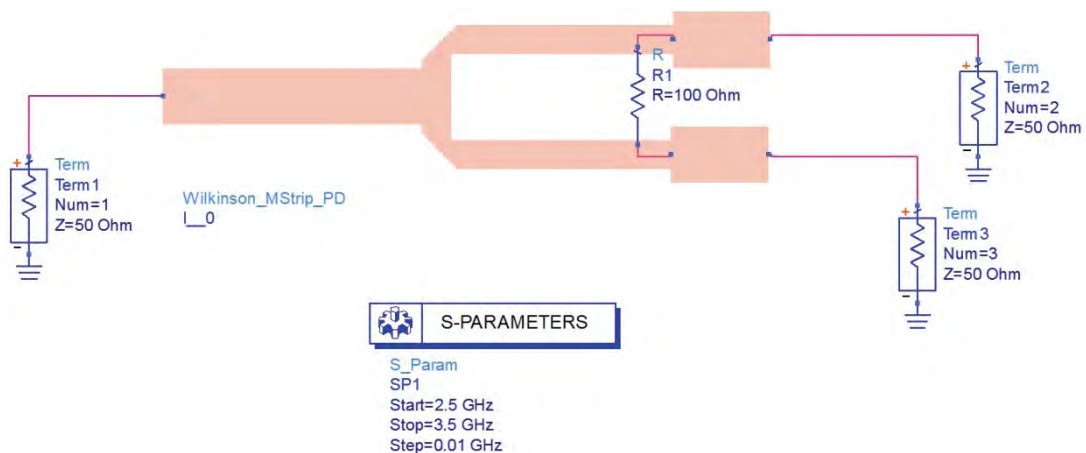 R
R1
R=100 Ohm
+
Term
Term2
Num=2
Z=50 Ohm
-
+
Term
Term1
Num=1
Z=50 Ohm
-
Wilkinson_MStrip_PD
I__0
+
Term
Term3
Num=3
Z=50 Ohm
-
S-PARAMETERS
S_Param
SP1
Start=2.5 GHz
Stop=3.5 GHz
Step=0.01 GHz